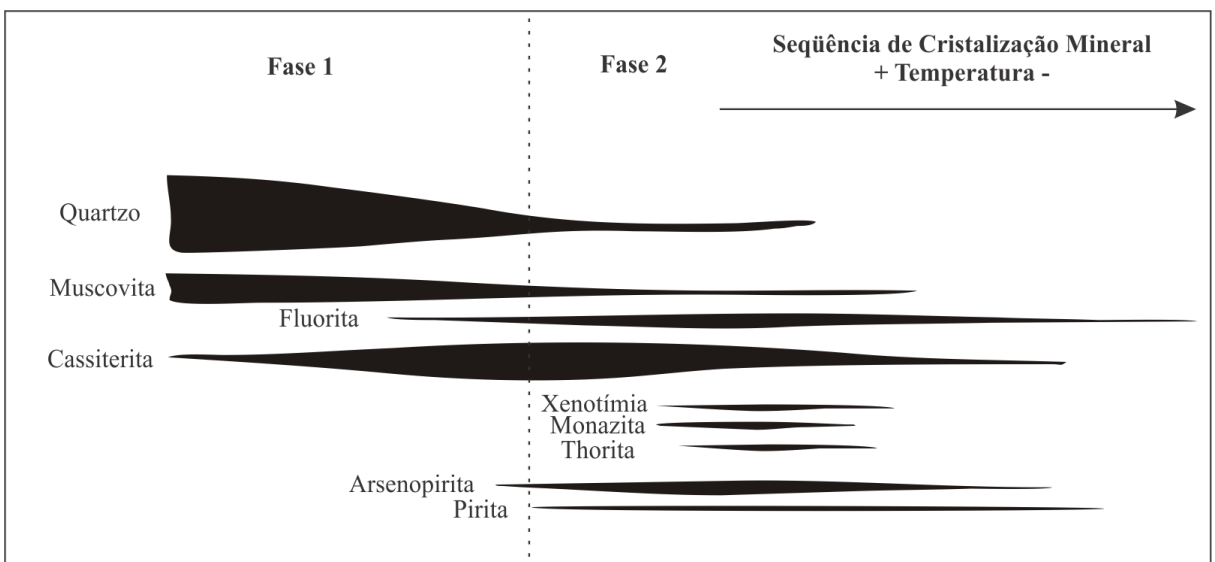 Fase 1
Fase 2
Seqüência de Cristalização Mineral
+ Temperatura -
Quartzo
Muscovita
Fluorita
Cassiterita
Xenotímia
Monazita
Thorita
Arsenopirita
Pirita